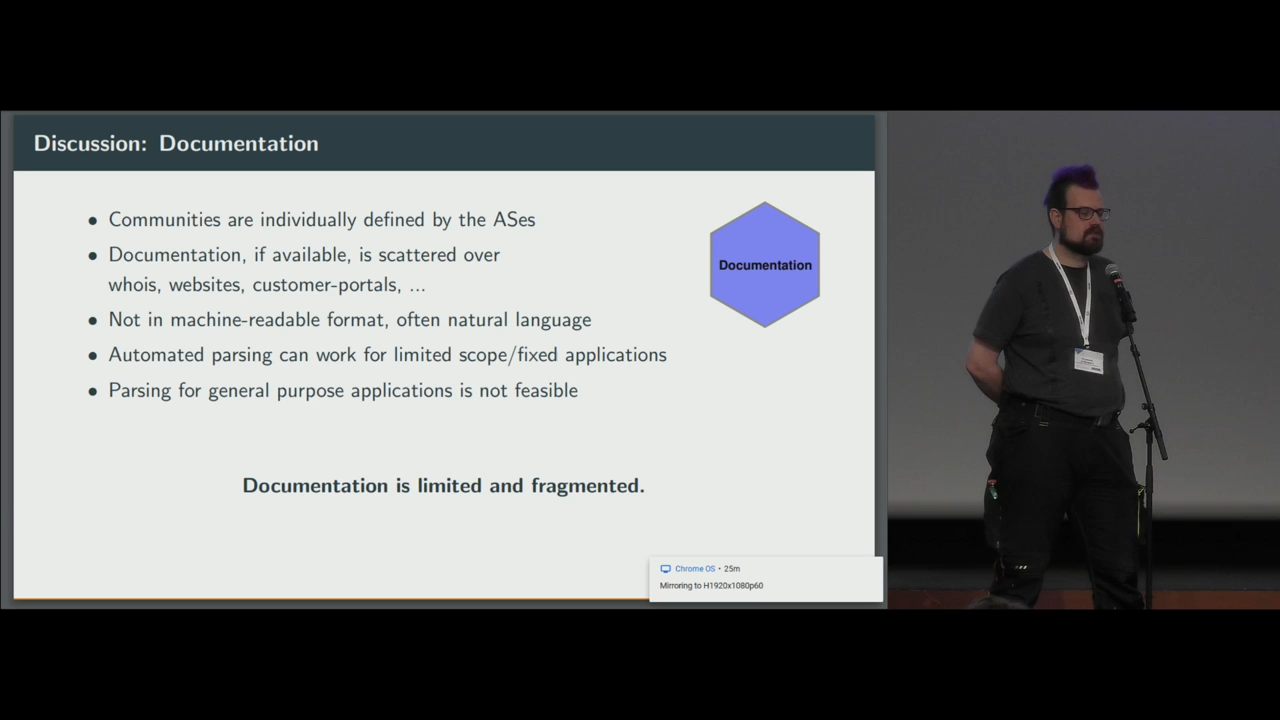 Discussion: Documentation
• Communities are individually defined by the ASes
• Documentation, if available, is scattered over
whois, websites, customer-portals, ...
• Not in machine-readable format, often natural language
• Automated parsing can work for limited scope/fixed applications
• Parsing for general purpose applications is not feasible
Documentation
Documentation is limited and fragmented.
Chrome OS • 25m
Mirroring to H1920x1080p60